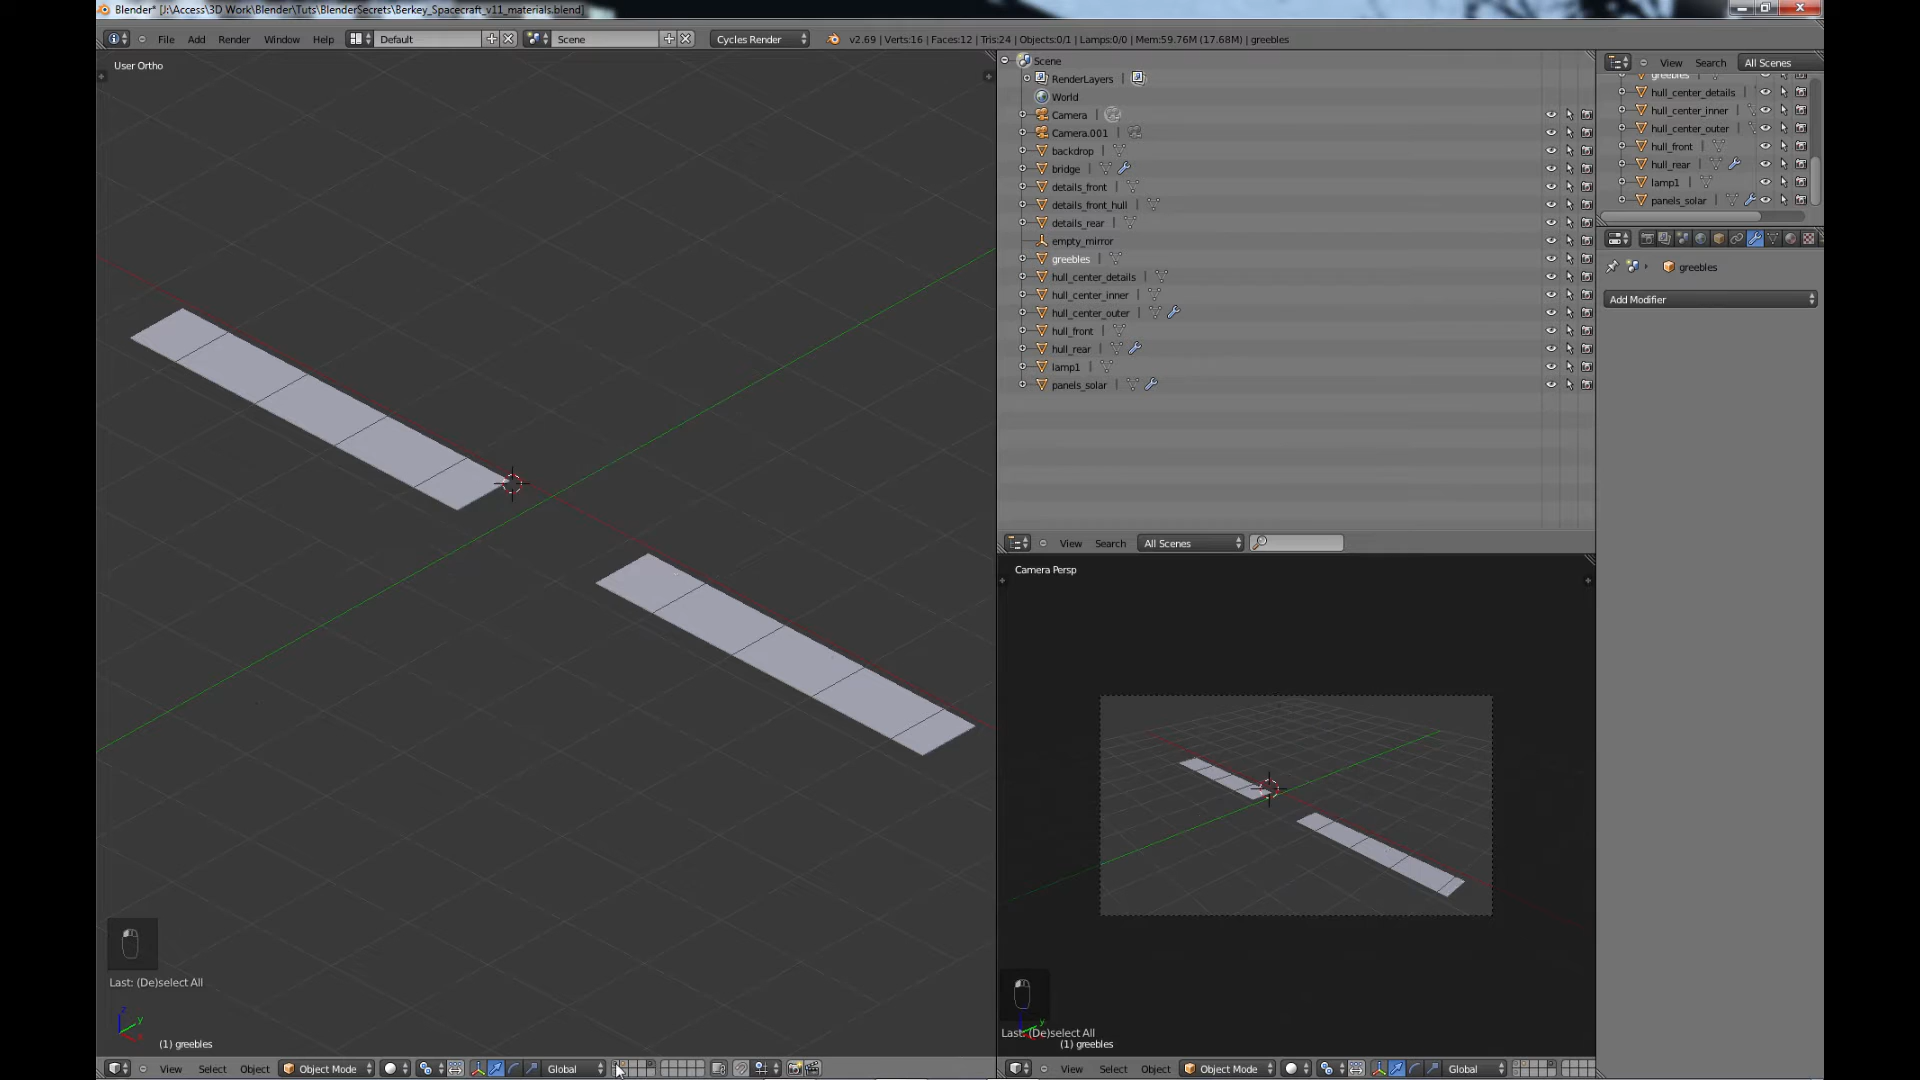 Blender* [J:\Access\3D Work\Blender\Tuts\BlenderSecrets\Berkey_Spacecraft_v11_materials.blend]
File Add Render Window Help Default Scene Cycles Render v2.69 | Verts:16 | Faces:12 | Tris:24 | Objects:0/1 | Lamps:0/0 | Mem:59.76M (17.68M) | greebles
User Ortho
Scene
RenderLayers |
World
Camera |
Camera.001 |
backdrop |
bridge |
details_front |
details_front_hull |
details_rear |
empty_mirror
greebles |
hull_center_details |
hull_center_inner |
hull_center_outer |
hull_front |
hull_rear |
lamp1 |
panels_solar |
View Search All Scenes
View Search All Scenes
greebles
hull_center_details
hull_center_inner
hull_center_outer
hull_front |
hull_rear |
lamp1 |
panels_solar |
greebles
Add Modifier
Camera Persp
Last: (De)select All
z
y
x
(1) greebles
Last: (De)select All
y
(1) greebles
View Select Object Object Mode Global
View Select Object Object Mode Global